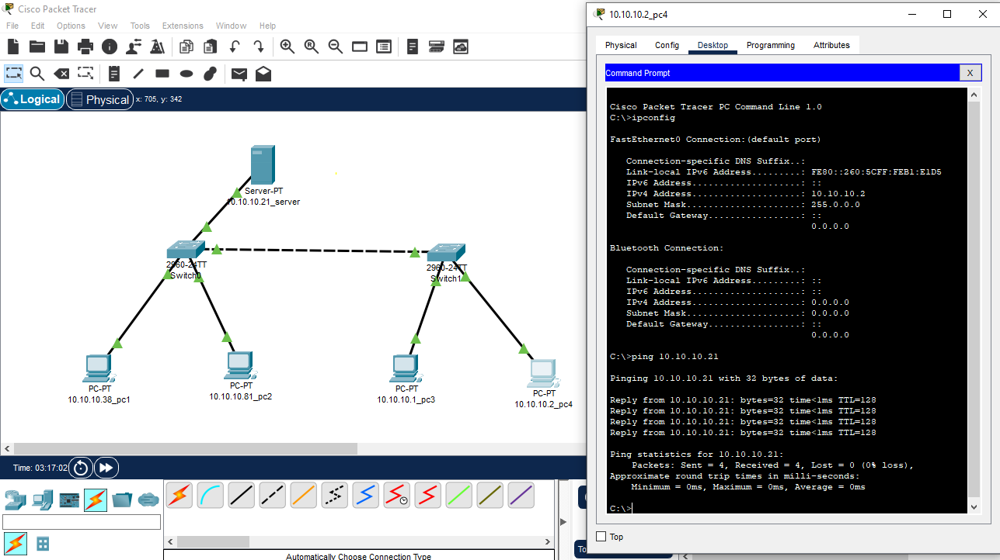 Cisco Packet Tracer
File Edit Options View Tools Extensions Window Help
Logical Physical x: 705, y: 342
Server-PT
10.10.10.21_server
2960-24TT
Switch0
2960-24TT
Switch1
PC-PT
10.10.10.38_pc1
PC-PT
10.10.10.81_pc2
PC-PT
10.10.10.1_pc3
PC-PT
10.10.10.2_pc4
Time: 03:17:02
Automatically Choose Connection Type
To
10.10.10.2_pc4
Physical Config Desktop Programming Attributes
Command Prompt X
Cisco Packet Tracer PC Command Line 1.0
C:\>ipconfig
FastEthernet0 Connection:(default port)
Connection-specific DNS Suffix..:
Link-local IPv6 Address.........: FE80::260:5CFF:FEB1:E1D5
IPv6 Address....................: ::
IPv4 Address....................: 10.10.10.2
Subnet Mask.....................: 255.0.0.0
Default Gateway.................: ::
0.0.0.0
Bluetooth Connection:
Connection-specific DNS Suffix..:
Link-local IPv6 Address.........: ::
IPv6 Address....................: ::
IPv4 Address....................: 0.0.0.0
Subnet Mask.....................: 0.0.0.0
Default Gateway.................: ::
0.0.0.0
C:\>ping 10.10.10.21
Pinging 10.10.10.21 with 32 bytes of data:
Reply from 10.10.10.21: bytes=32 time<1ms TTL=128
Reply from 10.10.10.21: bytes=32 time<1ms TTL=128
Reply from 10.10.10.21: bytes=32 time<1ms TTL=128
Reply from 10.10.10.21: bytes=32 time<1ms TTL=128
Ping statistics for 10.10.10.21:
Packets: Sent = 4, Received = 4, Lost = 0 (0% loss),
Approximate round trip times in milli-seconds:
Minimum = 0ms, Maximum = 0ms, Average = 0ms
C:\>
Top